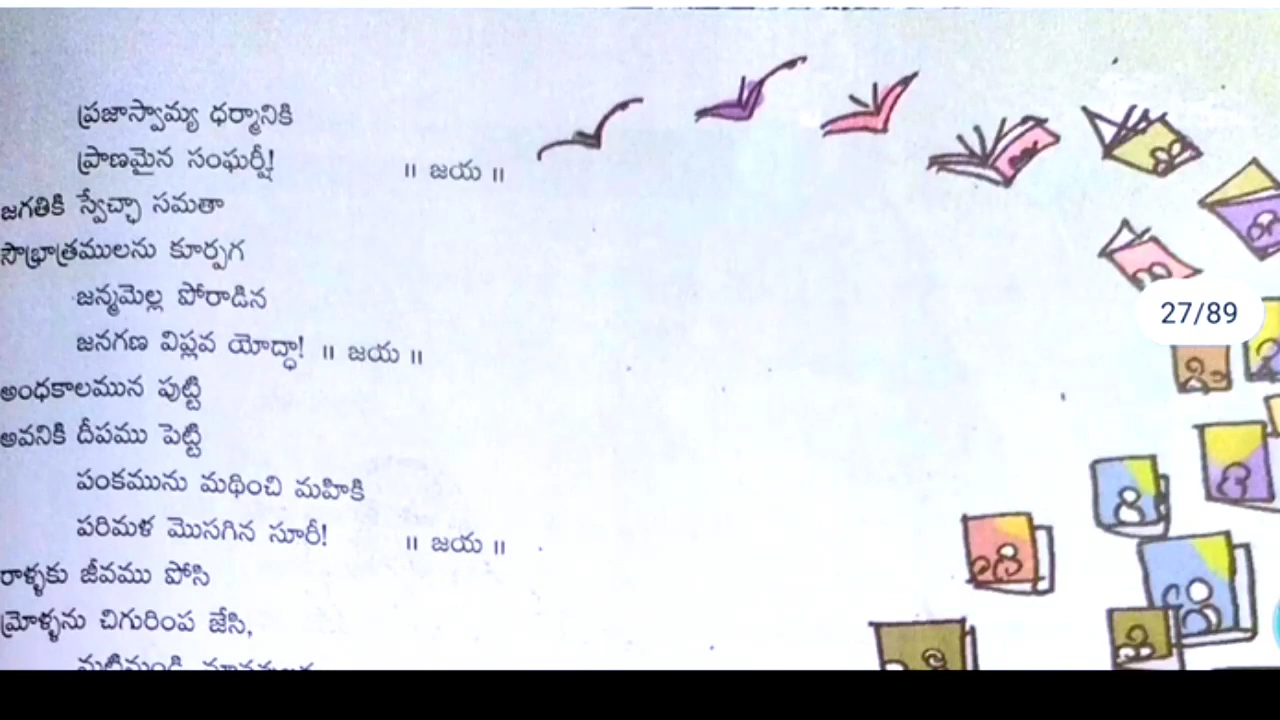 ప్రజాస్వామ్య ధర్మానికి
ప్రాణమైన సంఘర్షీ! ॥ జయ ॥
జగతికి స్వేచ్ఛా సమతా
సౌభ్రాత్రములను కూర్పగ
జన్మమెల్ల పోరాడిన
జనగణ విప్లవ యోద్ధా! ॥ జయ ॥
27/89
అంధకాలమున పుట్టి
అవనికి దీపము పెట్టి
పంకమును మథించి మహికి
పరిమళ మొసగిన సూరీ! ॥ జయ ॥
రాళ్ళకు జీవము పోసి
మ్రోళ్ళను చిగురింప జేసి,